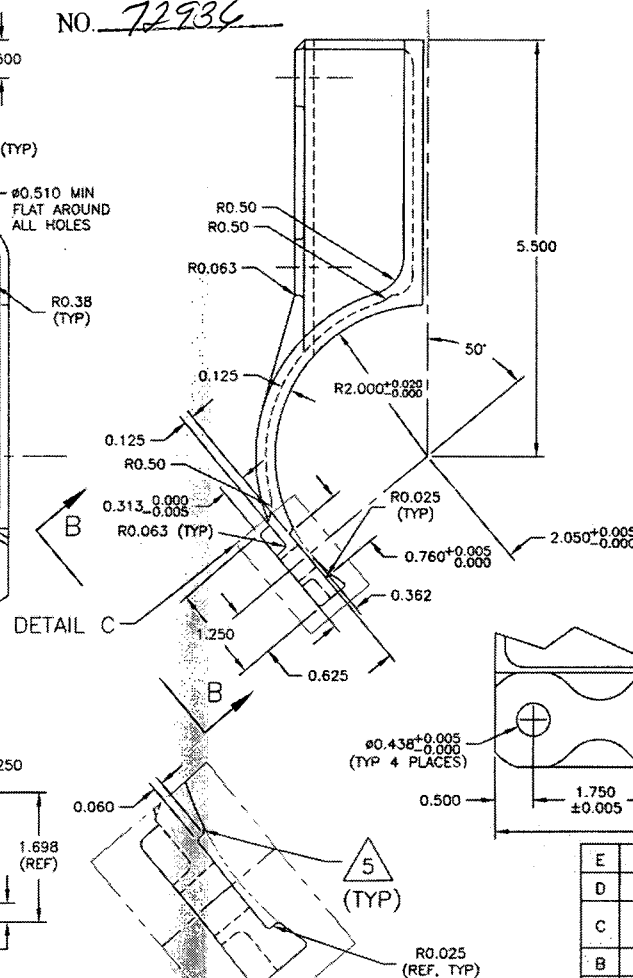 NO. 72936
(TYP)
Ø0.510 MIN
FLAT AROUND
ALL HOLES
R0.38
(TYP)
R0.50
R0.50
R0.063
5.500
50°
0.125
R2.000+0.020
-0.000
0.125
R0.50
0.313 0.000
-0.005
R0.063 (TYP)
B
R0.025
(TYP)
0.760+0.005
0.000
2.050+0.005
-0.000
DETAIL C
0.362
1.250
0.625
B
Ø0.438+0.005
-0.000
(TYP 4 PLACES)
0.500
1.750
±0.005
0.060
1.698
(REF)
5
(TYP)
R0.025
(REF, TYP)
E
D
C
B